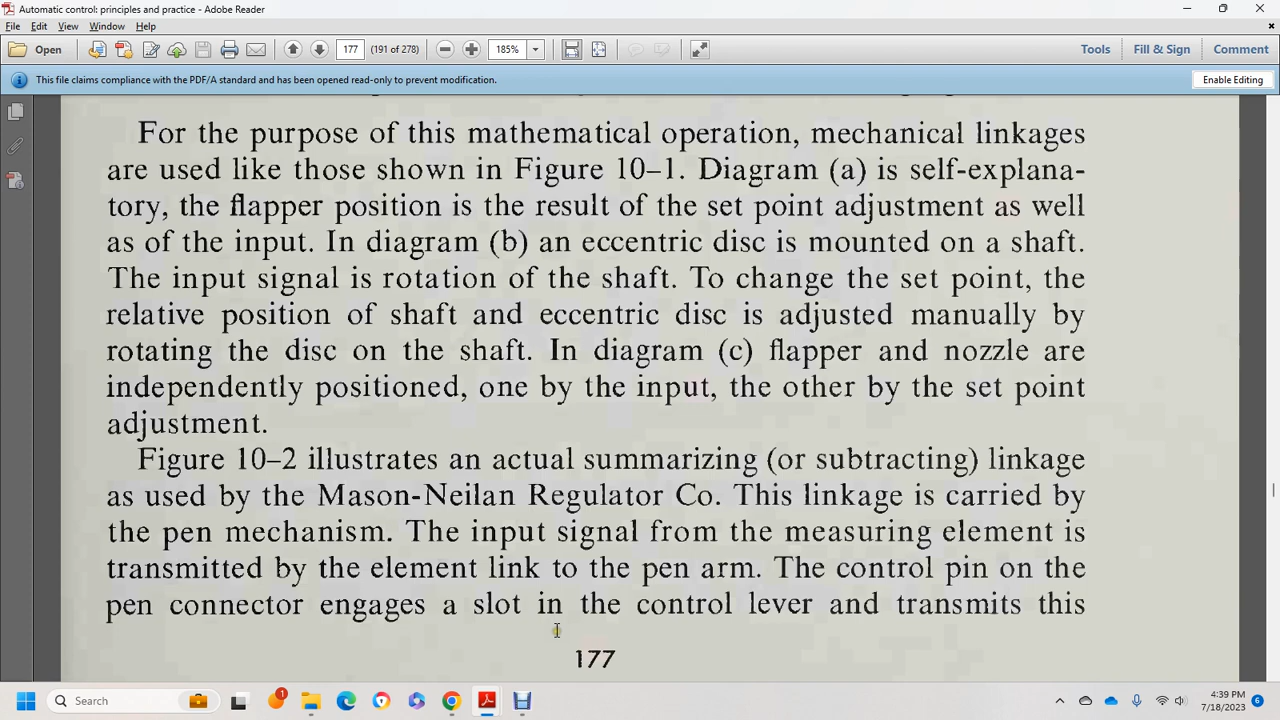 Automatic control: principles and practice - Adobe Reader
File Edit View Window Help
Open 177 (191 of 278) 185% Tools Fill & Sign Comment
This file claims compliance with the PDF/A standard and has been opened read-only to prevent modification. Enable Editing
For the purpose of this mathematical operation, mechanical linkages
are used like those shown in Figure 10–1. Diagram (a) is self-explana-
tory, the flapper position is the result of the set point adjustment as well
as of the input. In diagram (b) an eccentric disc is mounted on a shaft.
The input signal is rotation of the shaft. To change the set point, the
relative position of shaft and eccentric disc is adjusted manually by
rotating the disc on the shaft. In diagram (c) flapper and nozzle are
independently positioned, one by the input, the other by the set point
adjustment.
Figure 10–2 illustrates an actual summarizing (or subtracting) linkage
as used by the Mason-Neilan Regulator Co. This linkage is carried by
the pen mechanism. The input signal from the measuring element is
transmitted by the element link to the pen arm. The control pin on the
pen connector engages a slot in the control lever and transmits this
177
Search 1 4:39 PM
7/18/2023 6